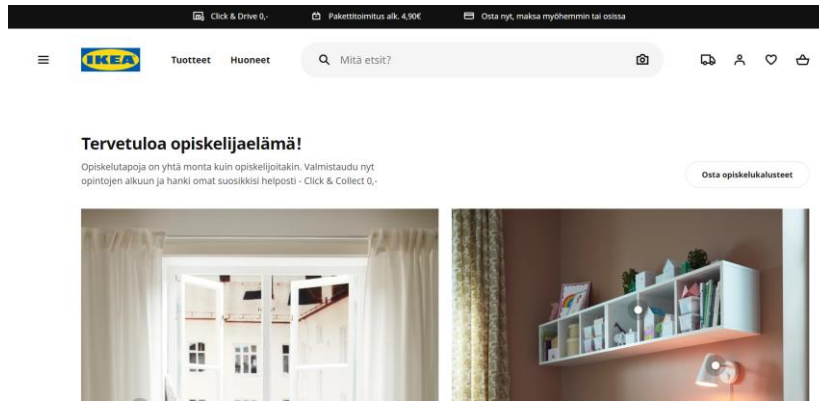 Click & Drive 0,-
Pakettitoimitus alk. 4,90€
Osta nyt, maksa myöhemmin tai osissa
IKEA
Tuotteet
Huoneet
Mitä etsit?
Tervetuloa opiskelijaelämä!
Opiskelutapoja on yhtä monta kuin opiskelijoitakin. Valmistaudu nyt
opintojen alkuun ja hanki omat suosikkisi helposti - Click & Collect 0,-
Osta opiskelukalusteet